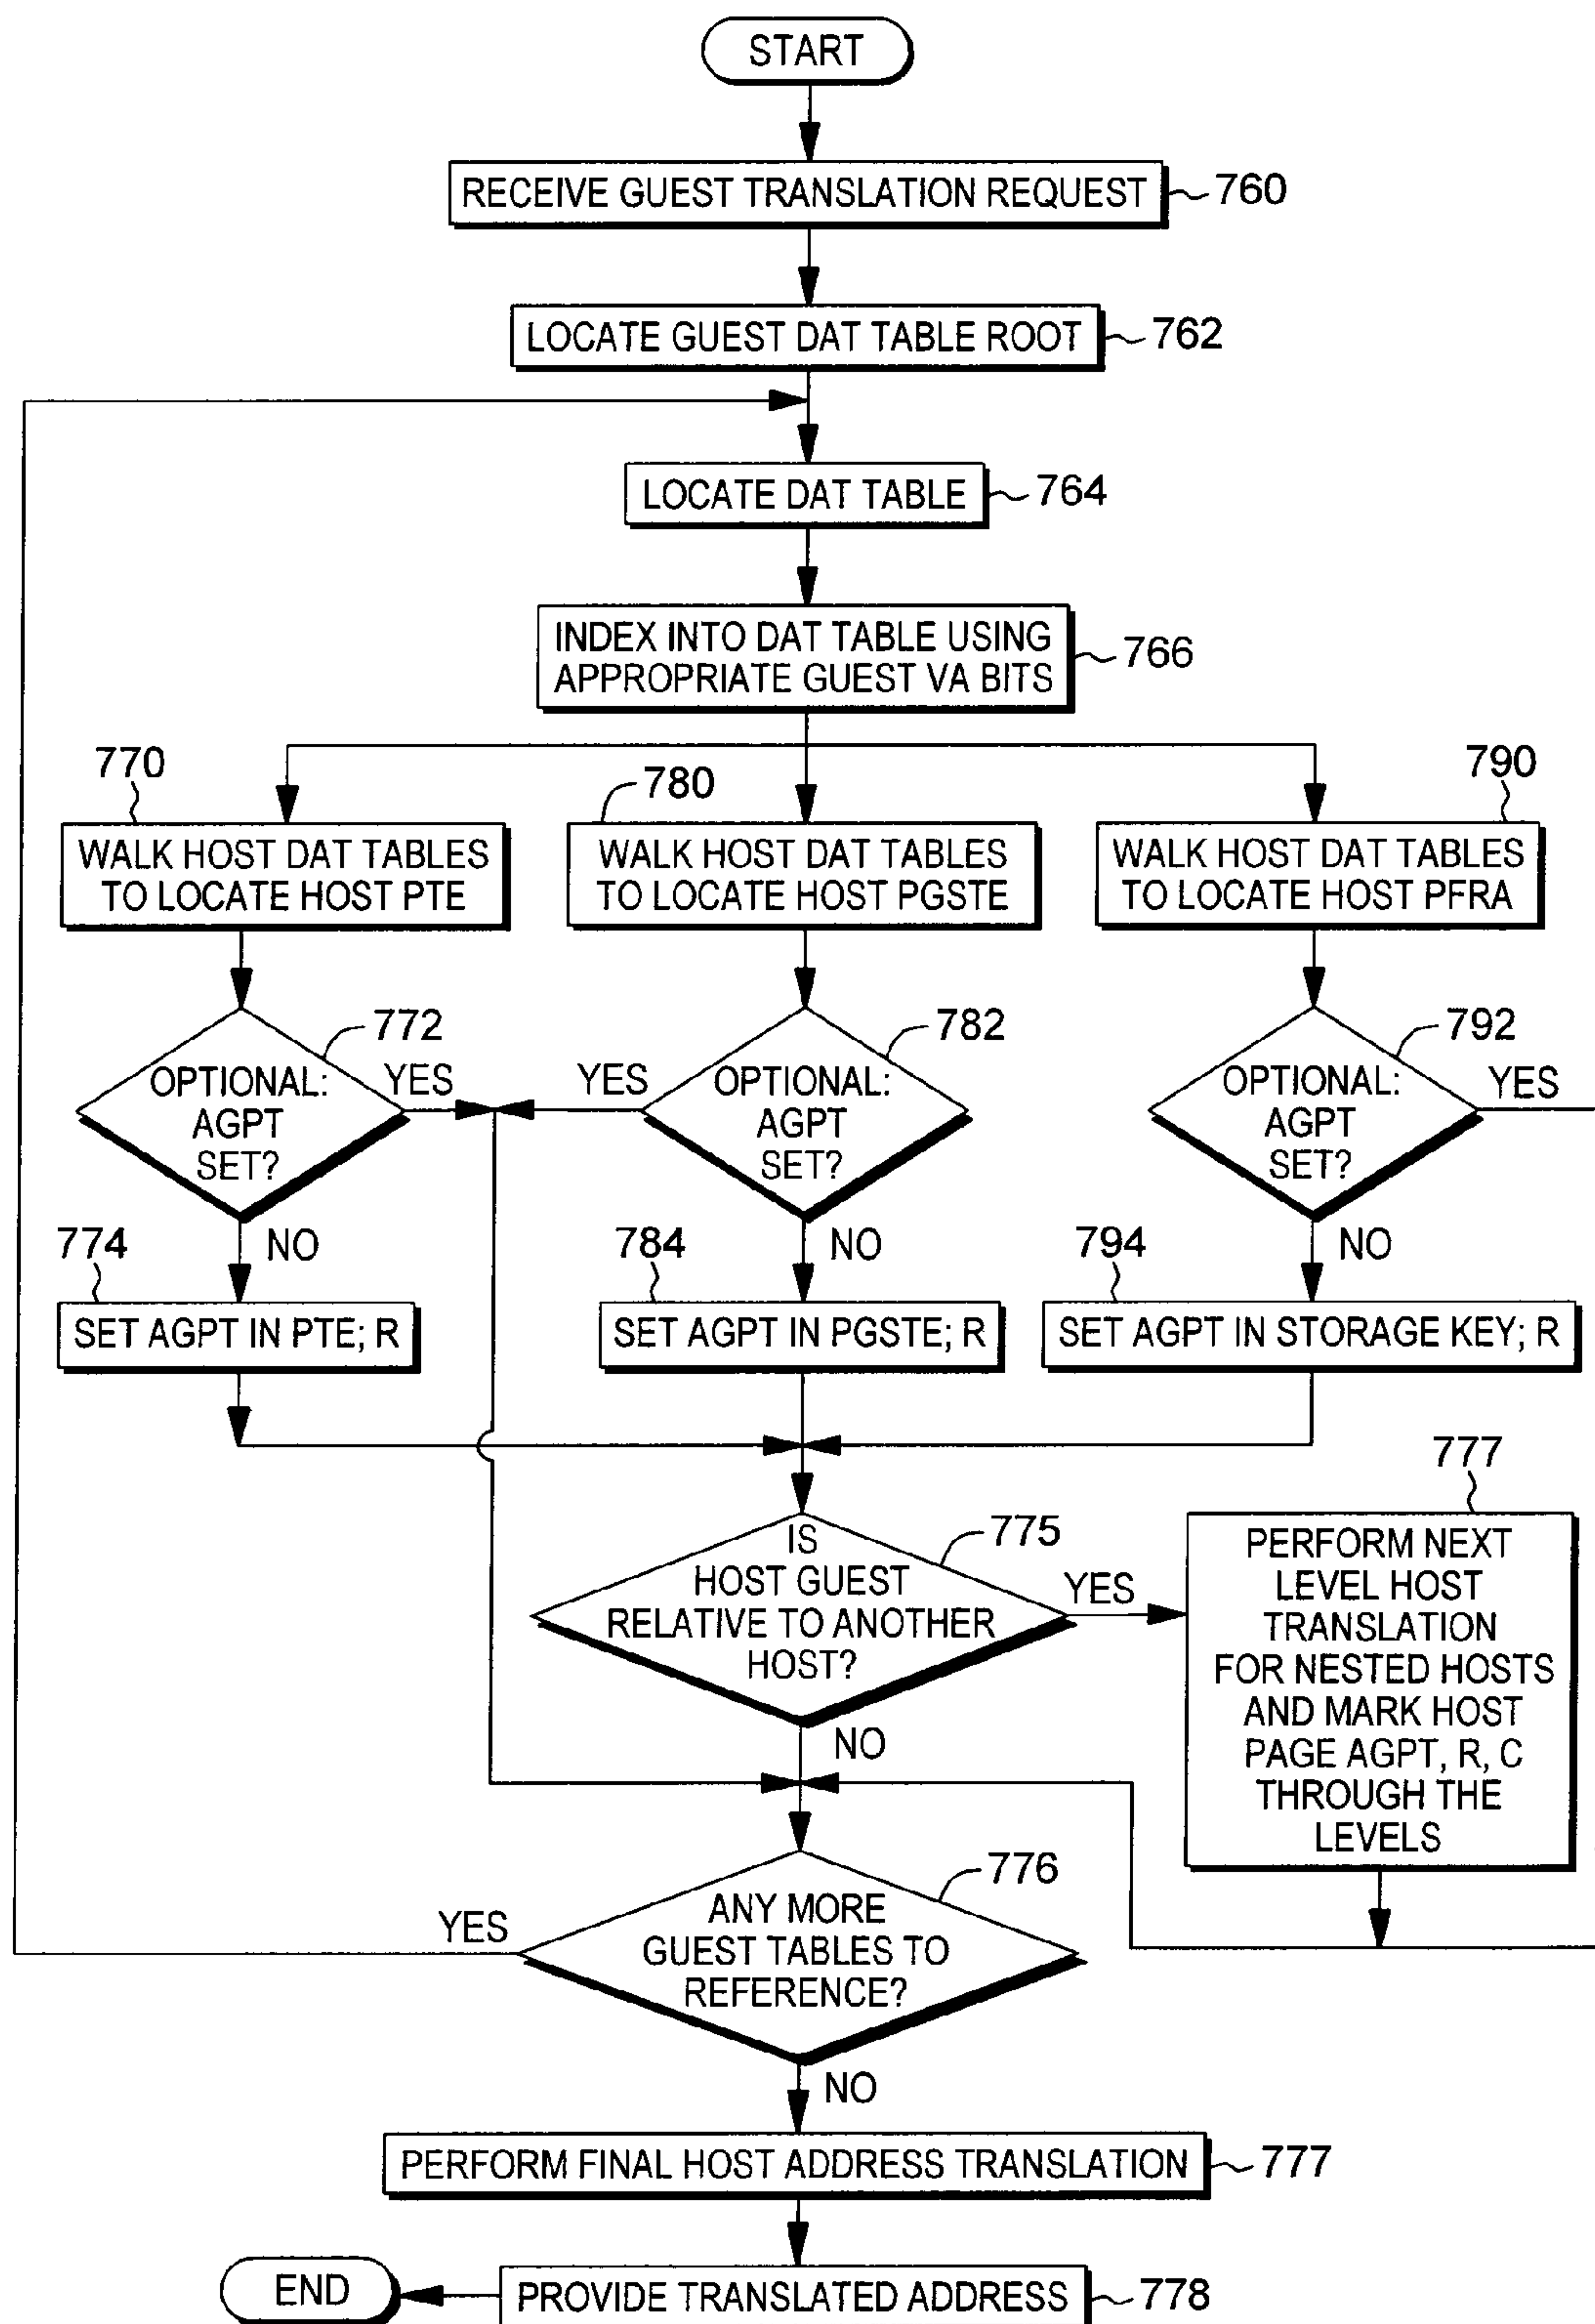 START
RECEIVE GUEST TRANSLATION REQUEST
760
LOCATE GUEST DAT TABLE ROOT
762
LOCATE DAT TABLE
764
INDEX INTO DAT TABLE USING
APPROPRIATE GUEST VA BITS
766
770
WALK HOST DAT TABLES
TO LOCATE HOST PTE
780
WALK HOST DAT TABLES
TO LOCATE HOST PGSTE
790
WALK HOST DAT TABLES
TO LOCATE HOST PFRA
772
OPTIONAL:
AGPT
SET?
YES
782
OPTIONAL:
AGPT
SET?
YES
792
OPTIONAL:
AGPT
SET?
YES
NO
NO
NO
774
SET AGPT IN PTE; R
784
SET AGPT IN PGSTE; R
794
SET AGPT IN STORAGE KEY; R
775
IS
HOST GUEST
RELATIVE TO ANOTHER
HOST?
YES
NO
777
PERFORM NEXT
LEVEL HOST
TRANSLATION
FOR NESTED HOSTS
AND MARK HOST
PAGE AGPT, R, C
THROUGH THE
LEVELS
776
ANY MORE
GUEST TABLES TO
REFERENCE?
YES
NO
PERFORM FINAL HOST ADDRESS TRANSLATION
777
PROVIDE TRANSLATED ADDRESS
778
END